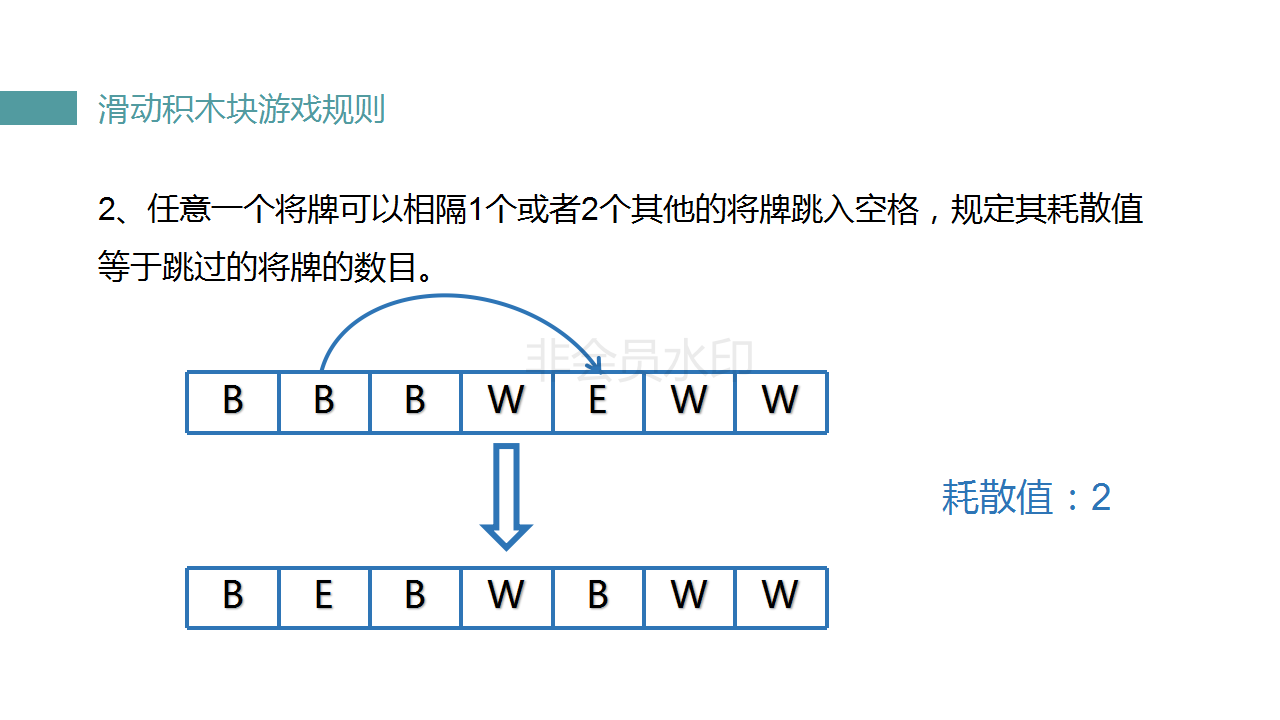 滑动积木块游戏规则
2、任意一个将牌可以相隔1个或者2个其他的将牌跳入空格，规定其耗散值
等于跳过的将牌的数目。
非会员水印
B B B W E W W
耗散值：2
B E B W B W W